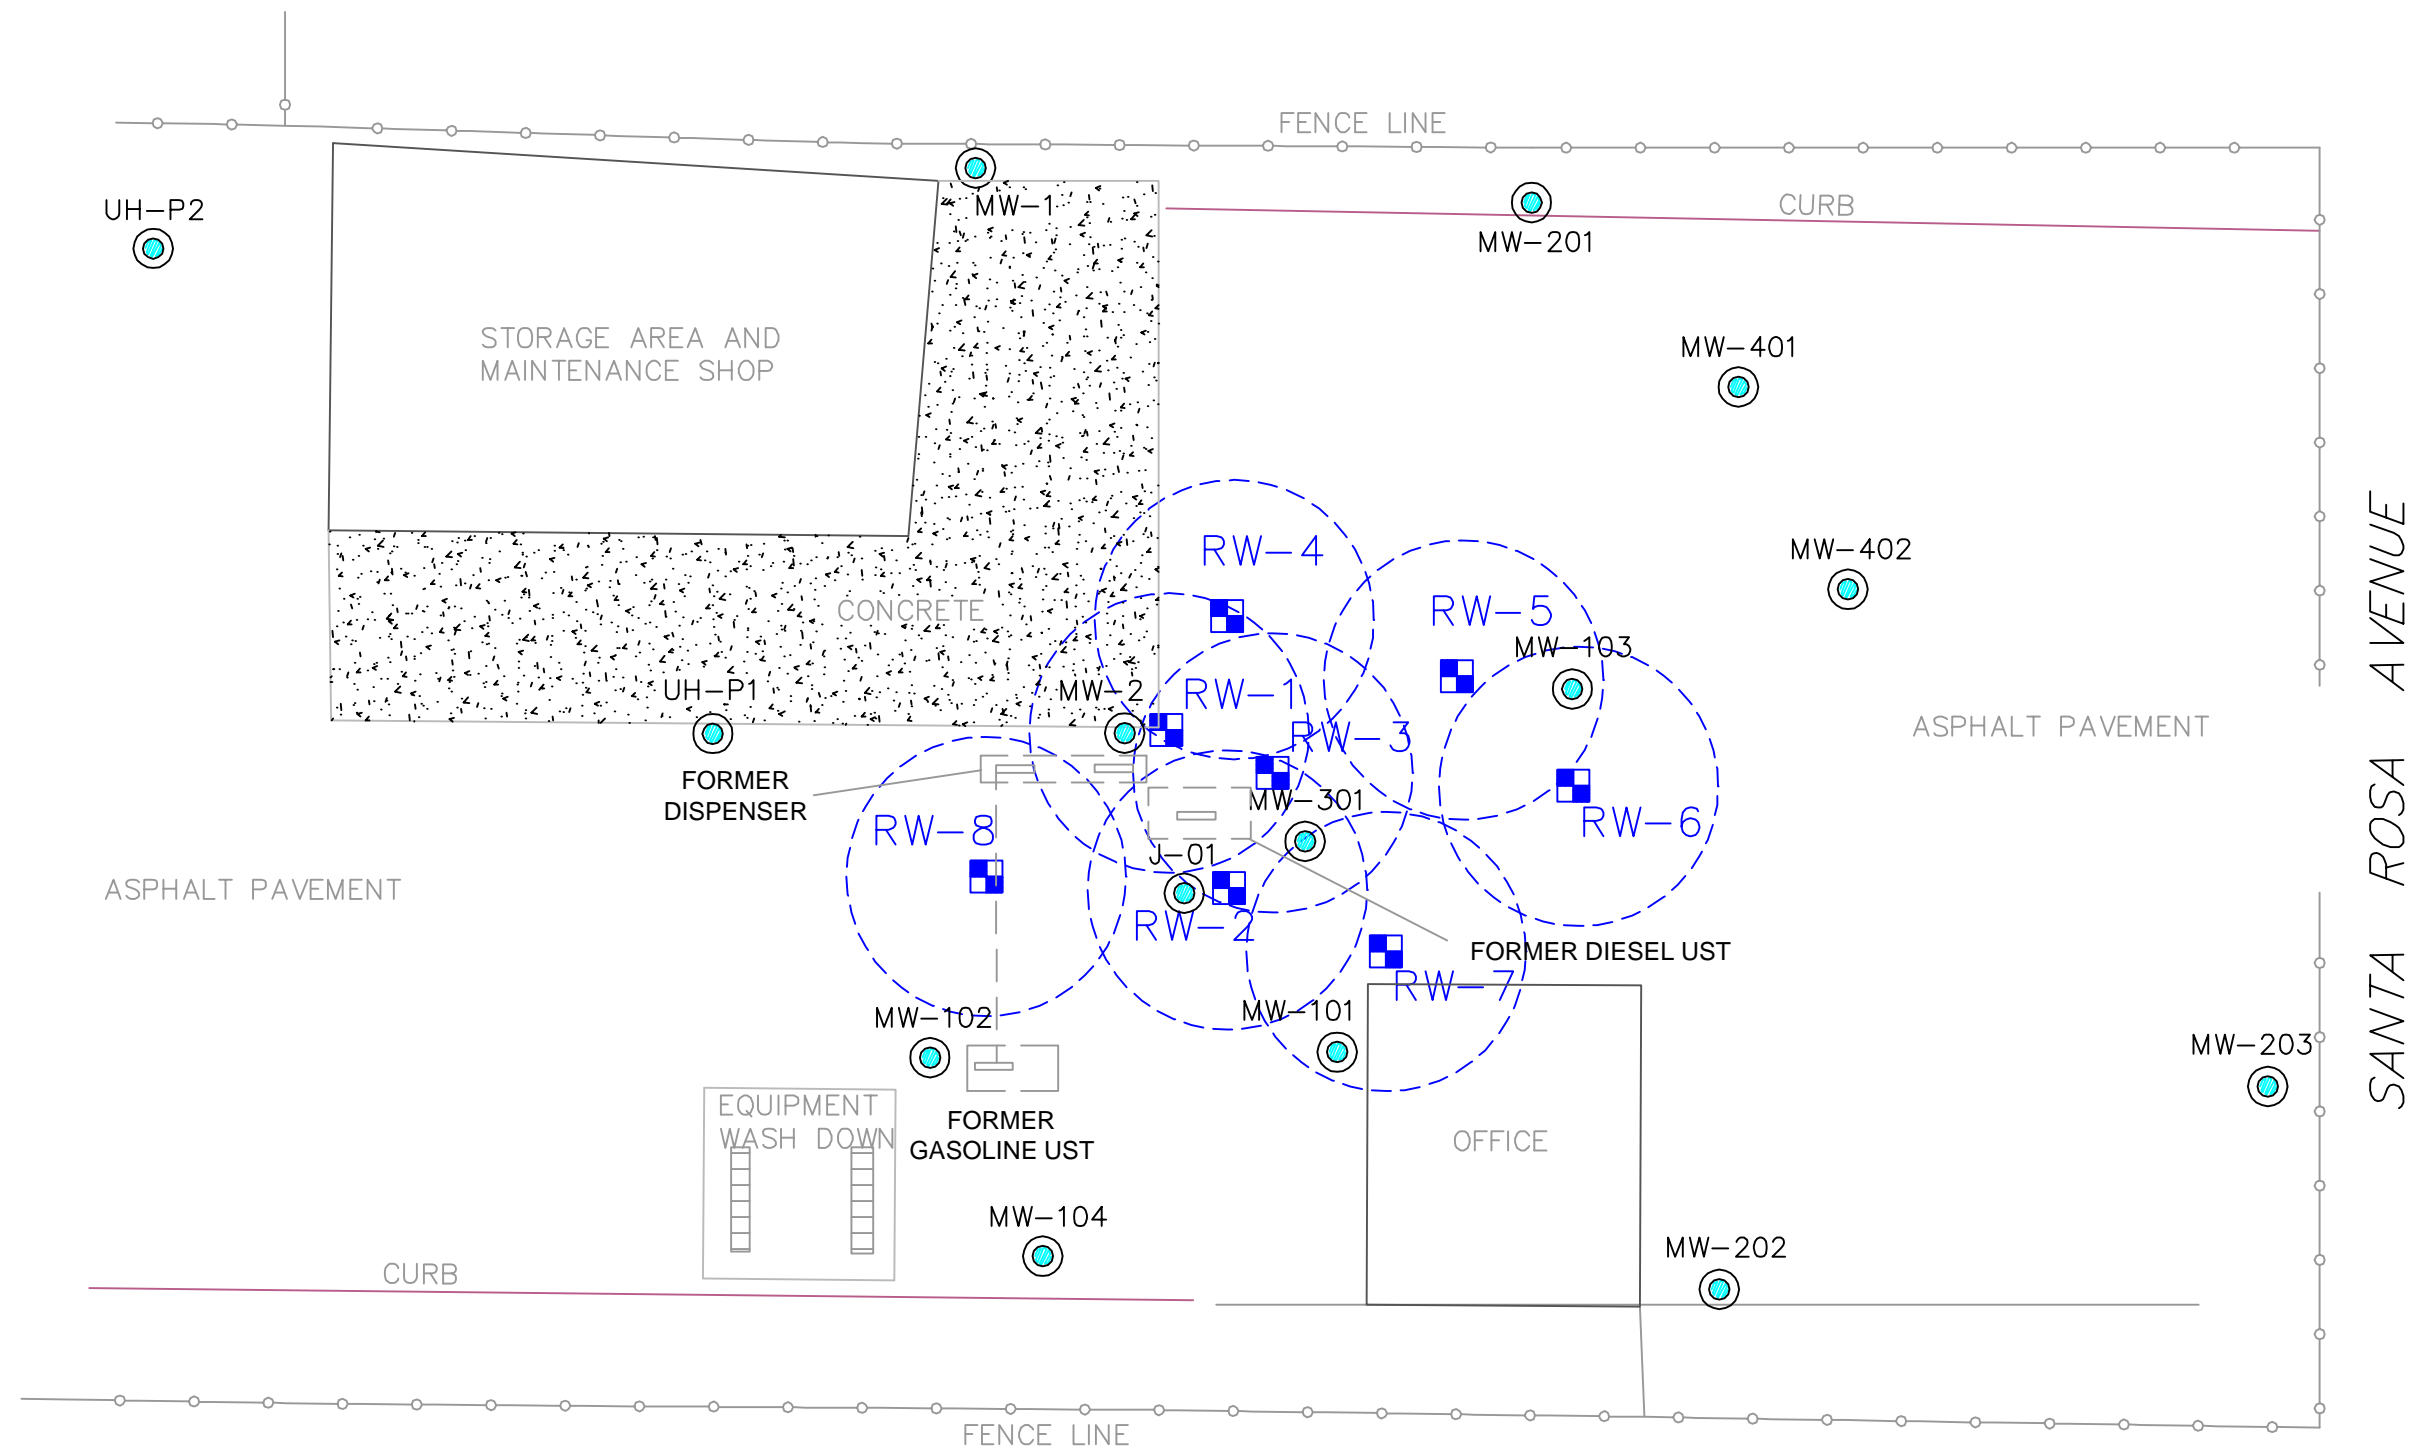 FENCE LINE
UH-P2
MW-1
CURB
MW-201
STORAGE AREA AND
MAINTENANCE SHOP
MW-401
RW-4
MW-402
CONCRETE
RW-5
MW-103
UH-P1
MW-2
RW-1
RW-3
ASPHALT PAVEMENT
SANTA ROSA AVENUE
FORMER
DISPENSER
MW-301
RW-6
RW-8
J-01
ASPHALT PAVEMENT
RW-2
FORMER DIESEL UST
RW-7
MW-102
MW-101
MW-203
EQUIPMENT
WASH DOWN
FORMER
GASOLINE UST
OFFICE
MW-104
MW-202
CURB
FENCE LINE